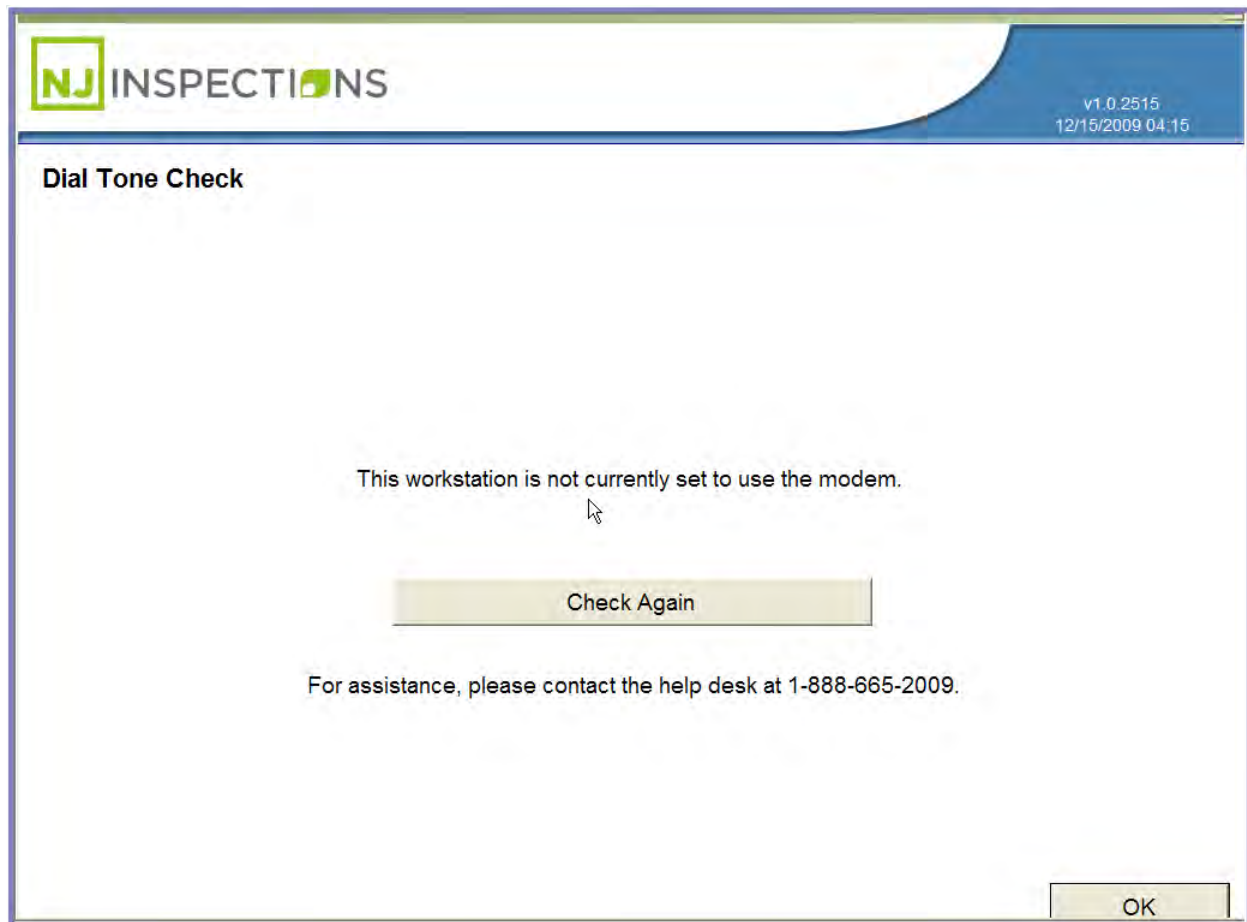 NJ INSPECTIONS
v1.0.2515
12/15/2009 04:15
Dial Tone Check
This workstation is not currently set to use the modem.
Check Again
For assistance, please contact the help desk at 1-888-665-2009.
OK